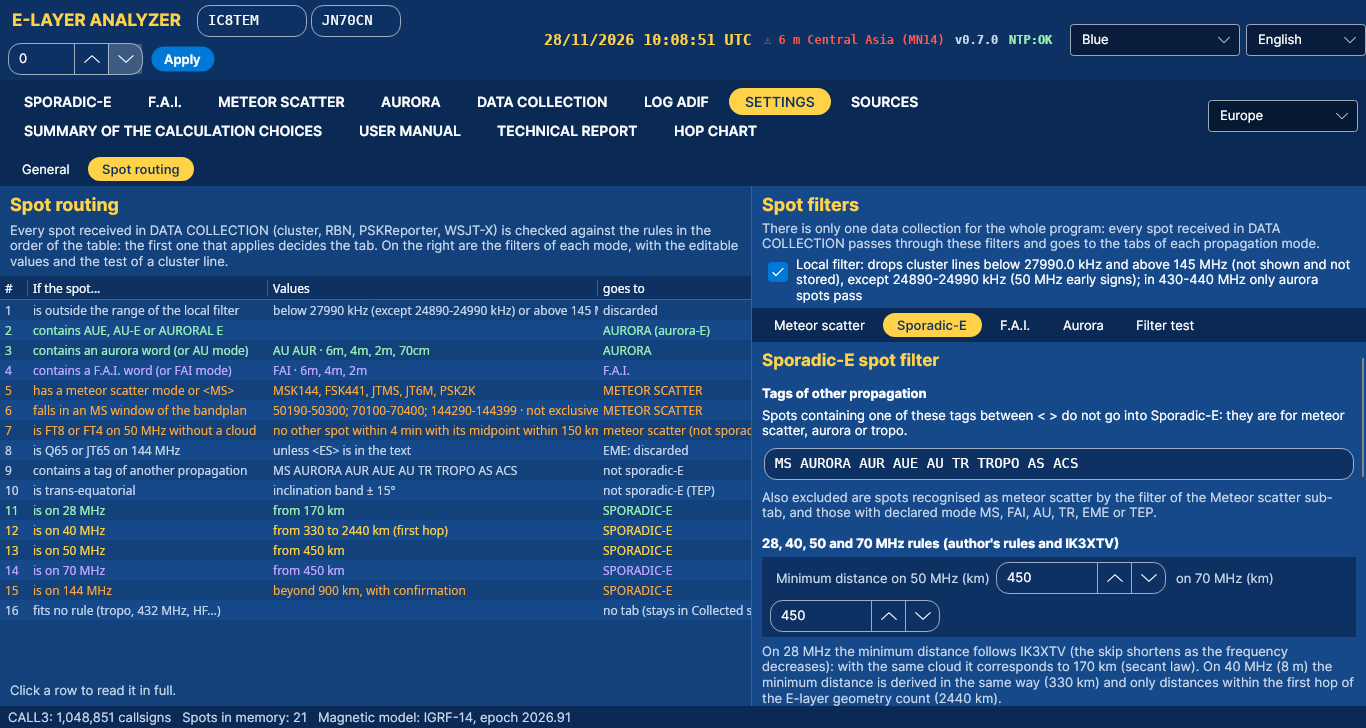 E-LAYER ANALYZER
IC8TEM
JN70CN
28/11/2026 10:08:51 UTC
⚠ 6 m Central Asia (MN14)
v0.7.0
NTP:OK
Blue
English
0
Apply
SPORADIC-E
F.A.I.
METEOR SCATTER
AURORA
DATA COLLECTION
LOG ADIF
SETTINGS
SOURCES
SUMMARY OF THE CALCULATION CHOICES
USER MANUAL
TECHNICAL REPORT
HOP CHART
Europe
General
Spot routing
Spot routing
Every spot received in DATA COLLECTION (cluster, RBN, PSKReporter, WSJT-X) is checked against the rules in the
order of the table: the first one that applies decides the tab. On the right are the filters of each mode, with the editable
values and the test of a cluster line.
# If the spot... Values goes to
1 is outside the range of the local filter below 27990 kHz (except 24890-24990 kHz) or above 145 discarded
2 contains AUE, AU-E or AURORAL E AURORA (aurora-E)
3 contains an aurora word (or AU mode) AU AUR · 6m, 4m, 2m, 70cm AURORA
4 contains a F.A.I. word (or FAI mode) FAI · 6m, 4m, 2m F.A.I.
5 has a meteor scatter mode or <MS> MSK144, FSK441, JTMS, JT6M, PSK2K METEOR SCATTER
6 falls in an MS window of the bandplan 50190-50300; 70100-70400; 144290-144399 · not exclusive METEOR SCATTER
7 is FT8 or FT4 on 50 MHz without a cloud no other spot within 4 min with its midpoint within 150 km meteor scatter (not sporad
8 is Q65 or JT65 on 144 MHz unless <ES> is in the text EME: discarded
9 contains a tag of another propagation MS AURORA AUR AUE AU TR TROPO AS ACS not sporadic-E
10 is trans-equatorial inclination band ± 15° not sporadic-E (TEP)
11 is on 28 MHz from 170 km SPORADIC-E
12 is on 40 MHz from 330 to 2440 km (first hop) SPORADIC-E
13 is on 50 MHz from 450 km SPORADIC-E
14 is on 70 MHz from 450 km SPORADIC-E
15 is on 144 MHz beyond 900 km, with confirmation SPORADIC-E
16 fits no rule (tropo, 432 MHz, HF...) no tab (stays in Collected s
Click a row to read it in full.
Spot filters
There is only one data collection for the whole program: every spot received in DATA
COLLECTION passes through these filters and goes to the tabs of each propagation mode.
Local filter: drops cluster lines below 27990.0 kHz and above 145 MHz (not shown and not
stored), except 24890-24990 kHz (50 MHz early signs); in 430-440 MHz only aurora
spots pass
Meteor scatter
Sporadic-E
F.A.I.
Aurora
Filter test
Sporadic-E spot filter
Tags of other propagation
Spots containing one of these tags between < > do not go into Sporadic-E: they are for meteor
scatter, aurora or tropo.
MS AURORA AUR AUE AU TR TROPO AS ACS
Also excluded are spots recognised as meteor scatter by the filter of the Meteor scatter sub-
tab, and those with declared mode MS, FAI, AU, TR, EME or TEP.
28, 40, 50 and 70 MHz rules (author's rules and IK3XTV)
Minimum distance on 50 MHz (km) 450 on 70 MHz (km)
450
On 28 MHz the minimum distance follows IK3XTV (the skip shortens as the frequency
decreases): with the same cloud it corresponds to 170 km (secant law). On 40 MHz (8 m) the
minimum distance is derived in the same way (330 km) and only distances within the first hop of
the E-layer geometry count (2440 km).
CALL3: 1,048,851 callsigns Spots in memory: 21 Magnetic model: IGRF-14, epoch 2026.91